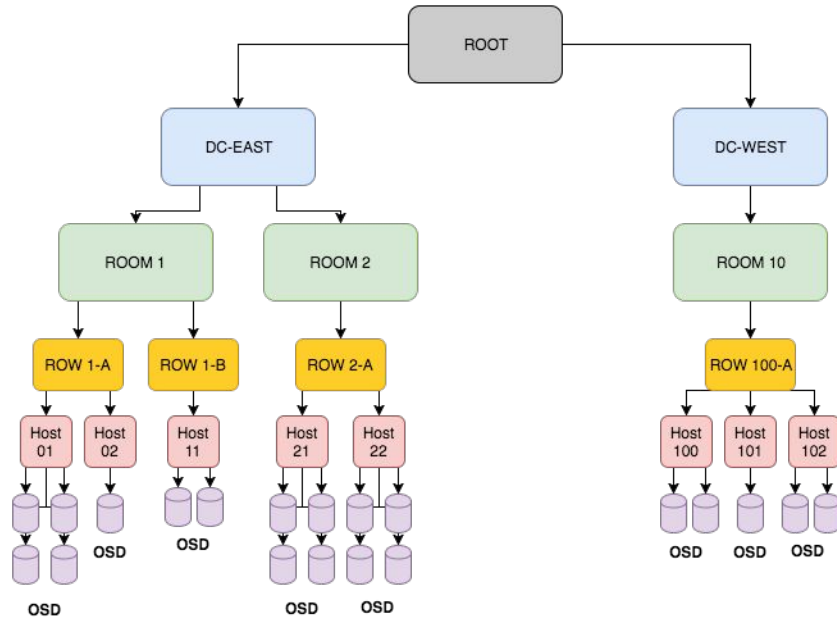 ROOT
DC-EAST
DC-WEST
ROOM 1
ROOM 2
ROOM 10
ROW 1-A
ROW 1-B
ROW 2-A
ROW 100-A
Host
01
Host
02
Host
11
Host
21
Host
22
Host
100
Host
101
Host
102
OSD
OSD
OSD
OSD
OSD
OSD
OSD
OSD